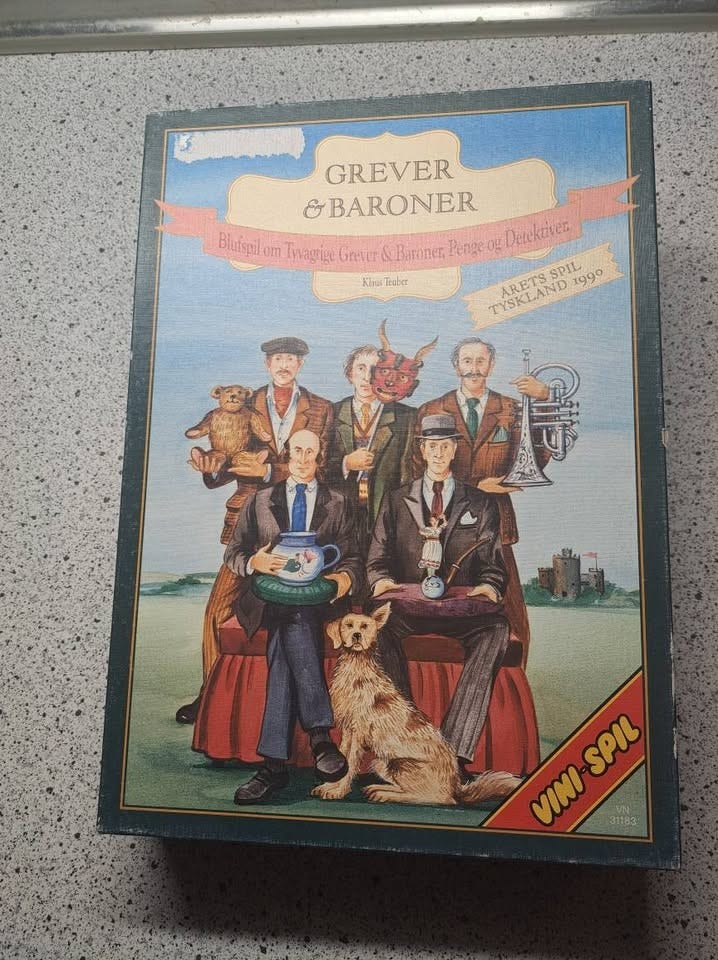 GREVER
& BARONER
Blufspil om Tyvagtige Grever & Baroner, Penge og Detektiver.
Klaus Teuber
ÅRETS SPIL
TYSKLAND 1990
VINI-SPIL
VN
31183